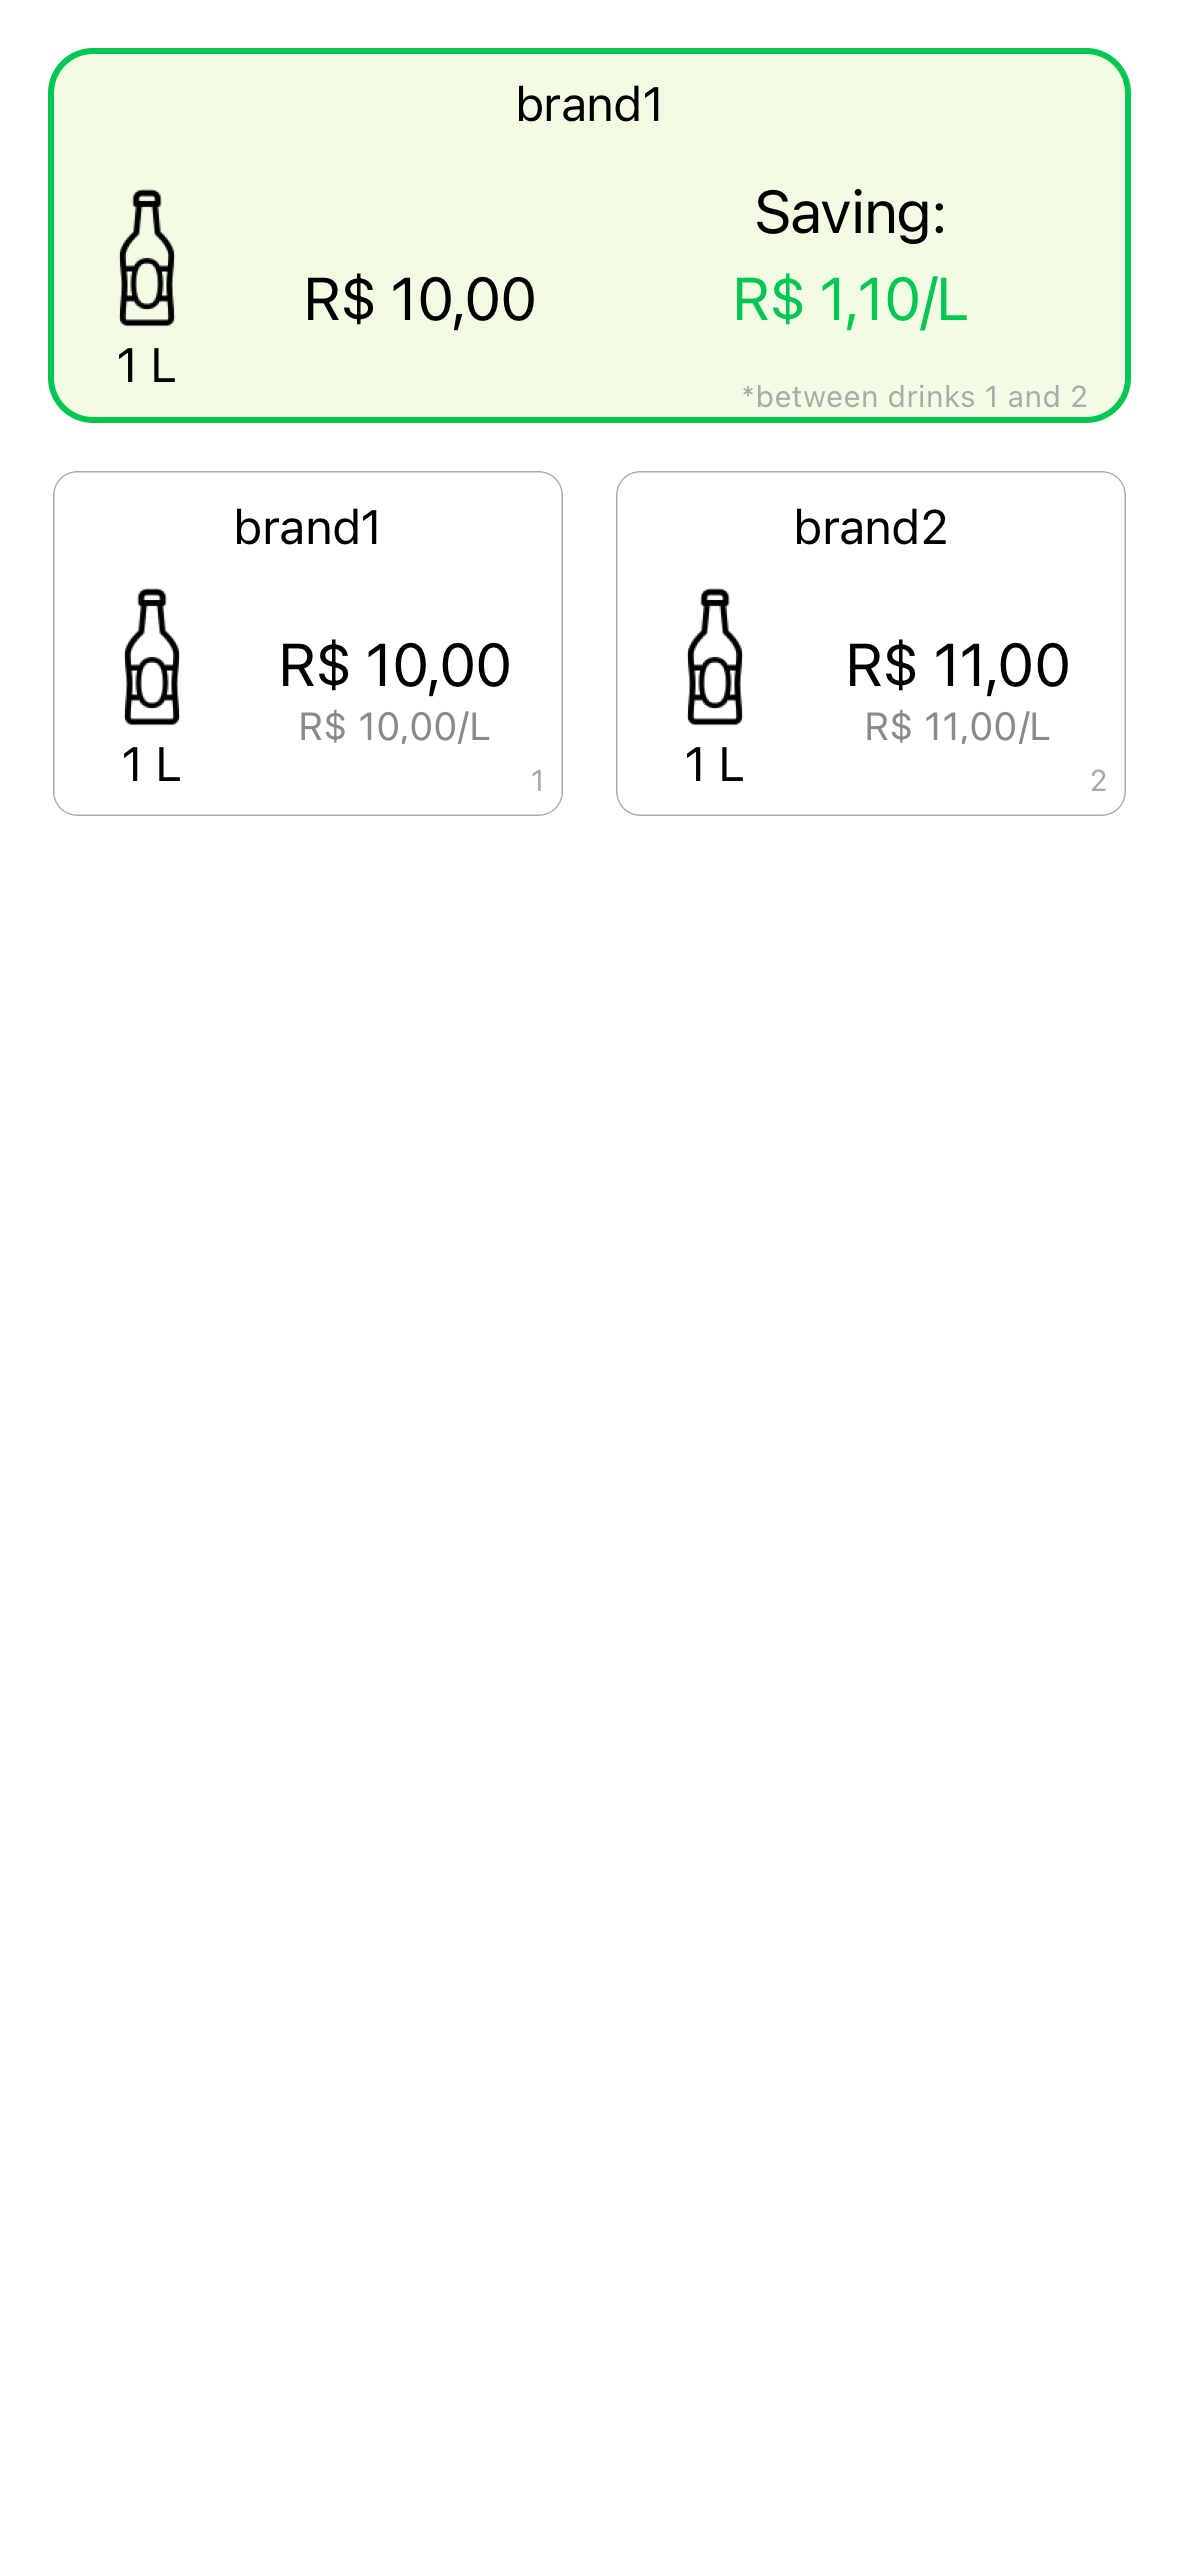 brand1
Saving:
R$ 10,00
R$ 1,10/L
1 L
*between drinks 1 and 2
brand1
R$ 10,00
R$ 10,00/L
1 L
1
brand2
R$ 11,00
R$ 11,00/L
1 L
2